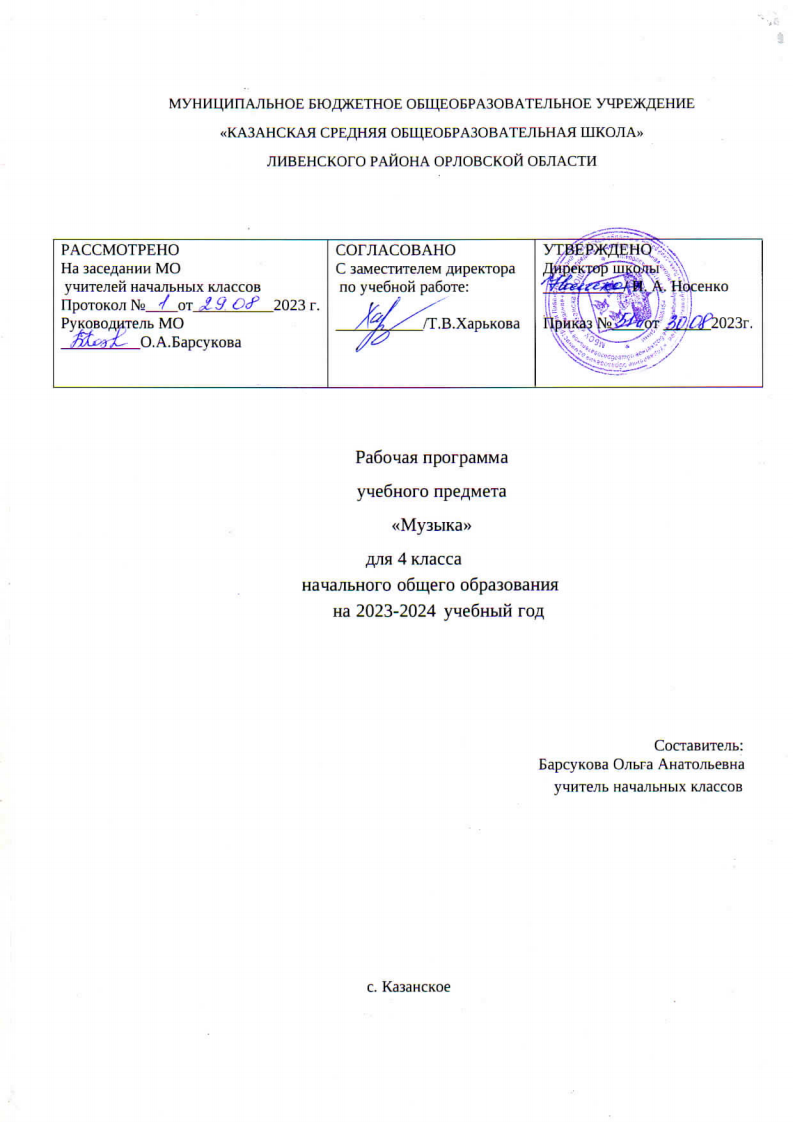 МУНИЦИПАЛЬНОЕ БЮДЖЕТНОЕ ОБЩЕОБРАЗОВАТЕЛЬНОЕ УЧРЕЖДЕНИЕ
«КАЗАНСКАЯ СРЕДНЯЯ ОБЩЕОБРАЗОВАТЕЛЬНАЯ ШКОЛА»
ЛИВЕНСКОГО РАЙОНА ОРЛОВСКОЙ ОБЛАСТИ
РАССМОТРЕНО
На заседании МО
учителей начальных классов
Протокол № 1 от 29.08 2023 г.
Руководитель МО
О.А.Барсукова
СОГЛАСОВАНО
С заместителем директора
по учебной работе:
/Т.В.Харькова
УТВЕРЖДЕНО
Директор школы
/И. А. Носенко
Приказ № от 30.08 2023г.
Рабочая программа
учебного предмета
«Музыка»
для 4 класса
начального общего образования
на 2023-2024 учебный год
Составитель:
Барсукова Ольга Анатольевна
учитель начальных классов
с. Казанское